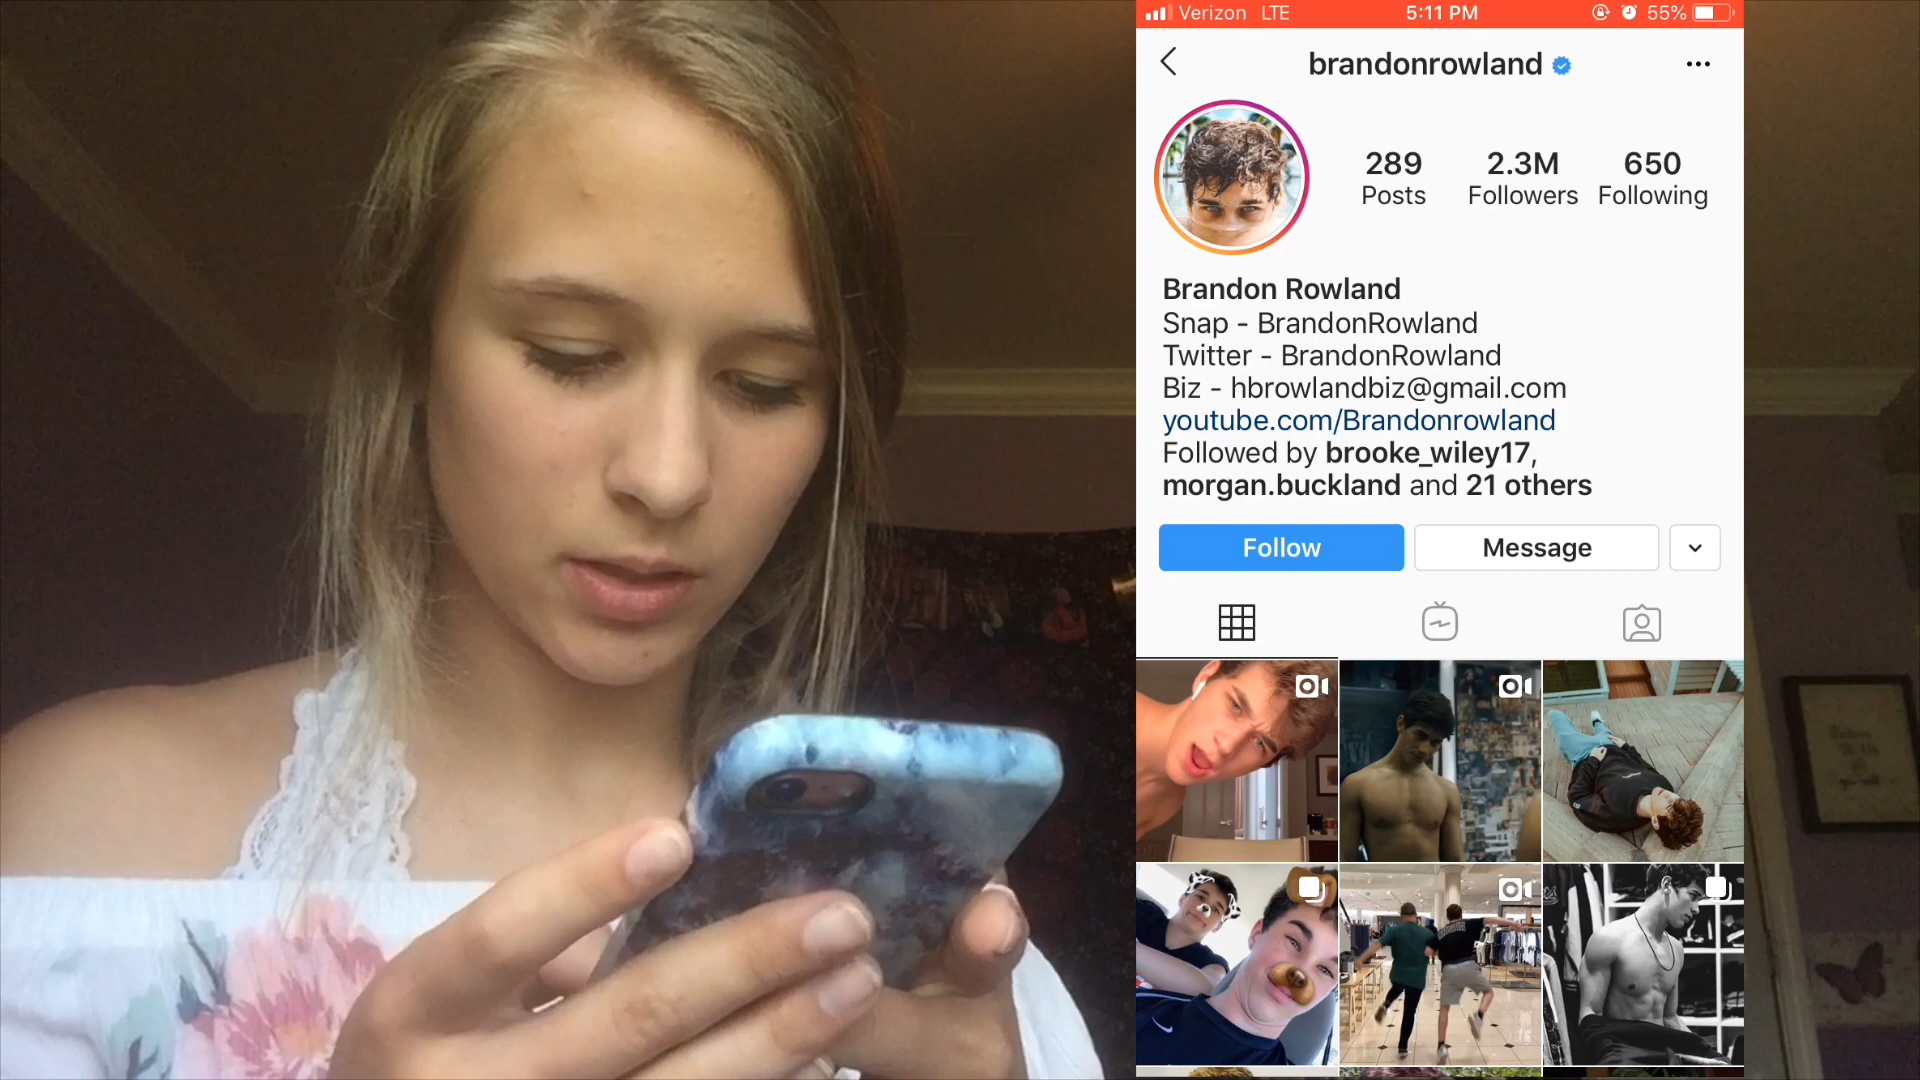 Verizon LTE 5:11 PM 55%
brandonrowland
289 2.3M 650
Posts Followers Following
Brandon Rowland
Snap - BrandonRowland
Twitter - BrandonRowland
Biz - hbrowlandbiz@gmail.com
youtube.com/Brandonrowland
Followed by brooke_wiley17,
morgan.buckland and 21 others
Follow Message